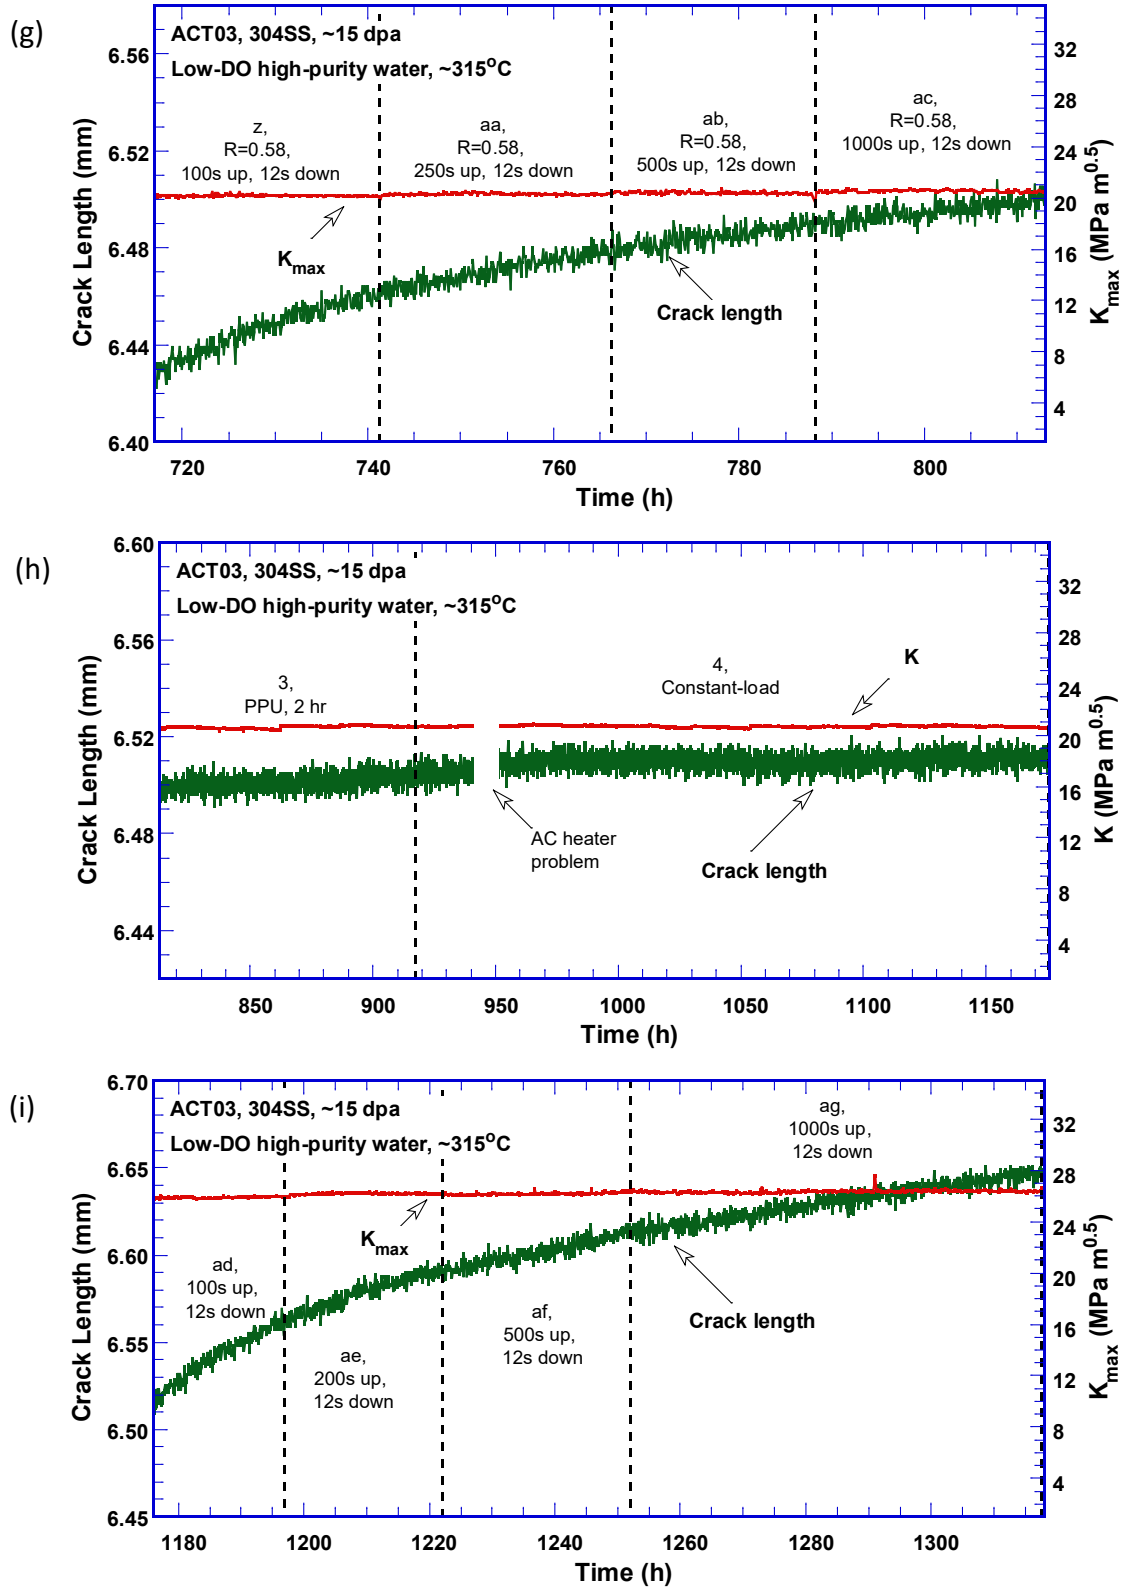 (g)
ACT03, 304SS, ~15 dpa
Low-DO high-purity water, ~315°C
z,
R=0.58,
100s up, 12s down
aa,
R=0.58,
250s up, 12s down
ab,
R=0.58,
500s up, 12s down
ac,
R=0.58,
1000s up, 12s down
Kmax
Crack length
Crack Length (mm)
6.56
6.52
6.48
6.44
6.40
Kmax (MPa m0.5)
32
28
24
20
16
12
8
4
720
740
760
780
800
Time (h)
(h)
ACT03, 304SS, ~15 dpa
Low-DO high-purity water, ~315°C
3,
PPU, 2 hr
4,
Constant-load
K
AC heater
problem
Crack length
Crack Length (mm)
6.60
6.56
6.52
6.48
6.44
K (MPa m0.5)
32
28
24
20
16
12
8
4
850
900
950
1000
1050
1100
1150
Time (h)
(i)
ACT03, 304SS, ~15 dpa
Low-DO high-purity water, ~315°C
ag,
1000s up,
12s down
Kmax
ad,
100s up,
12s down
ae,
200s up,
12s down
af,
500s up,
12s down
Crack length
Crack Length (mm)
6.70
6.65
6.60
6.55
6.50
6.45
Kmax (MPa m0.5)
32
28
24
20
16
12
8
4
1180
1200
1220
1240
1260
1280
1300
Time (h)